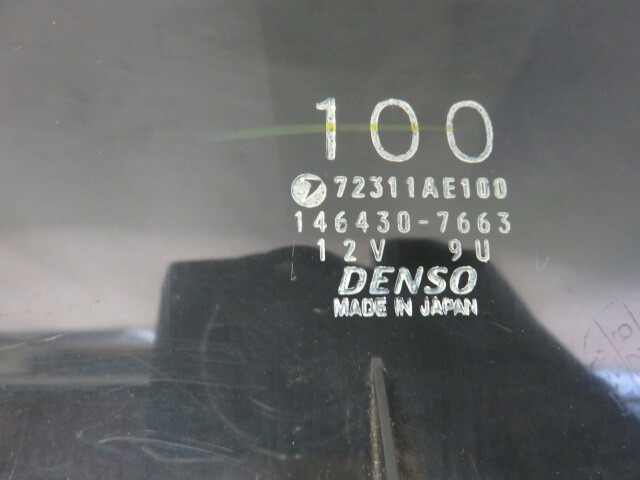 100
72311AE100
146430-7663
12V 9U
DENSO
MADE IN JAPAN